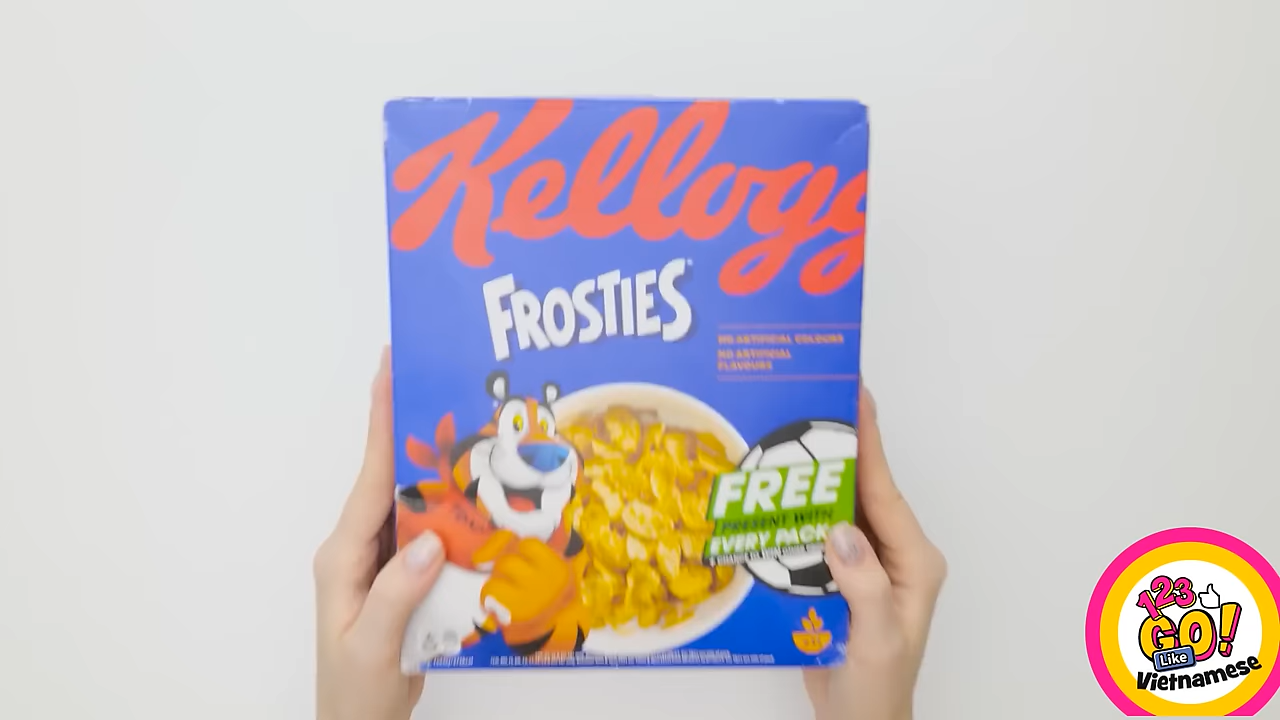 Kellogg
FROSTIES
NO ARTIFICIAL COLOURS
NO ARTIFICIAL
FLAVOURS
FREE
PRESENT WITH
EVERY PACK
123
GO!
Like
Vietnamese